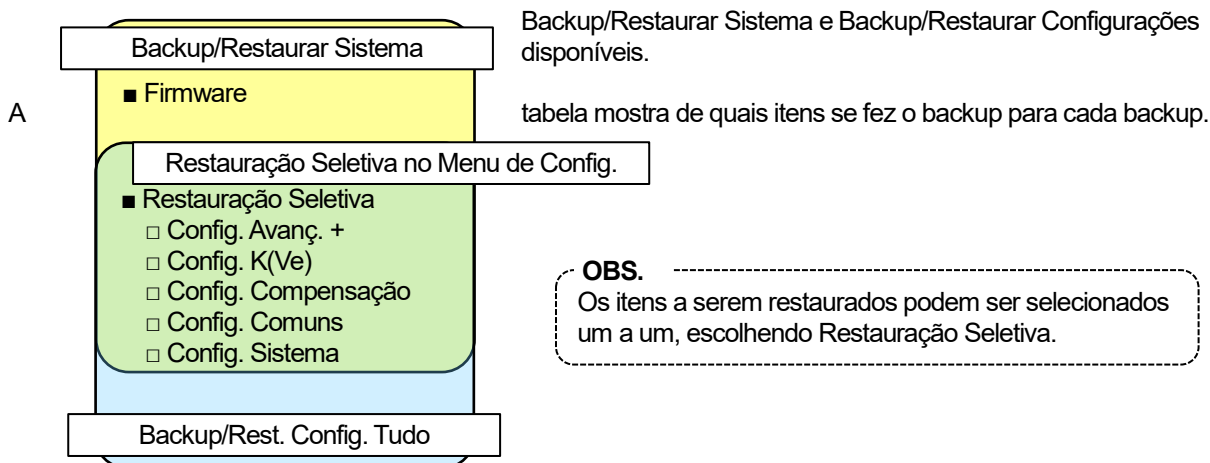 Backup/Restaurar Sistema e Backup/Restaurar Configurações
disponíveis.
A tabela mostra de quais itens se fez o backup para cada backup.
Backup/Restaurar Sistema
■ Firmware
Restauração Seletiva no Menu de Config.
■ Restauração Seletiva
□ Config. Avanç. +
□ Config. K(Ve)
□ Config. Compensação
□ Config. Comuns
□ Config. Sistema
Backup/Rest. Config. Tudo
OBS.
Os itens a serem restaurados podem ser selecionados
um a um, escolhendo Restauração Seletiva.